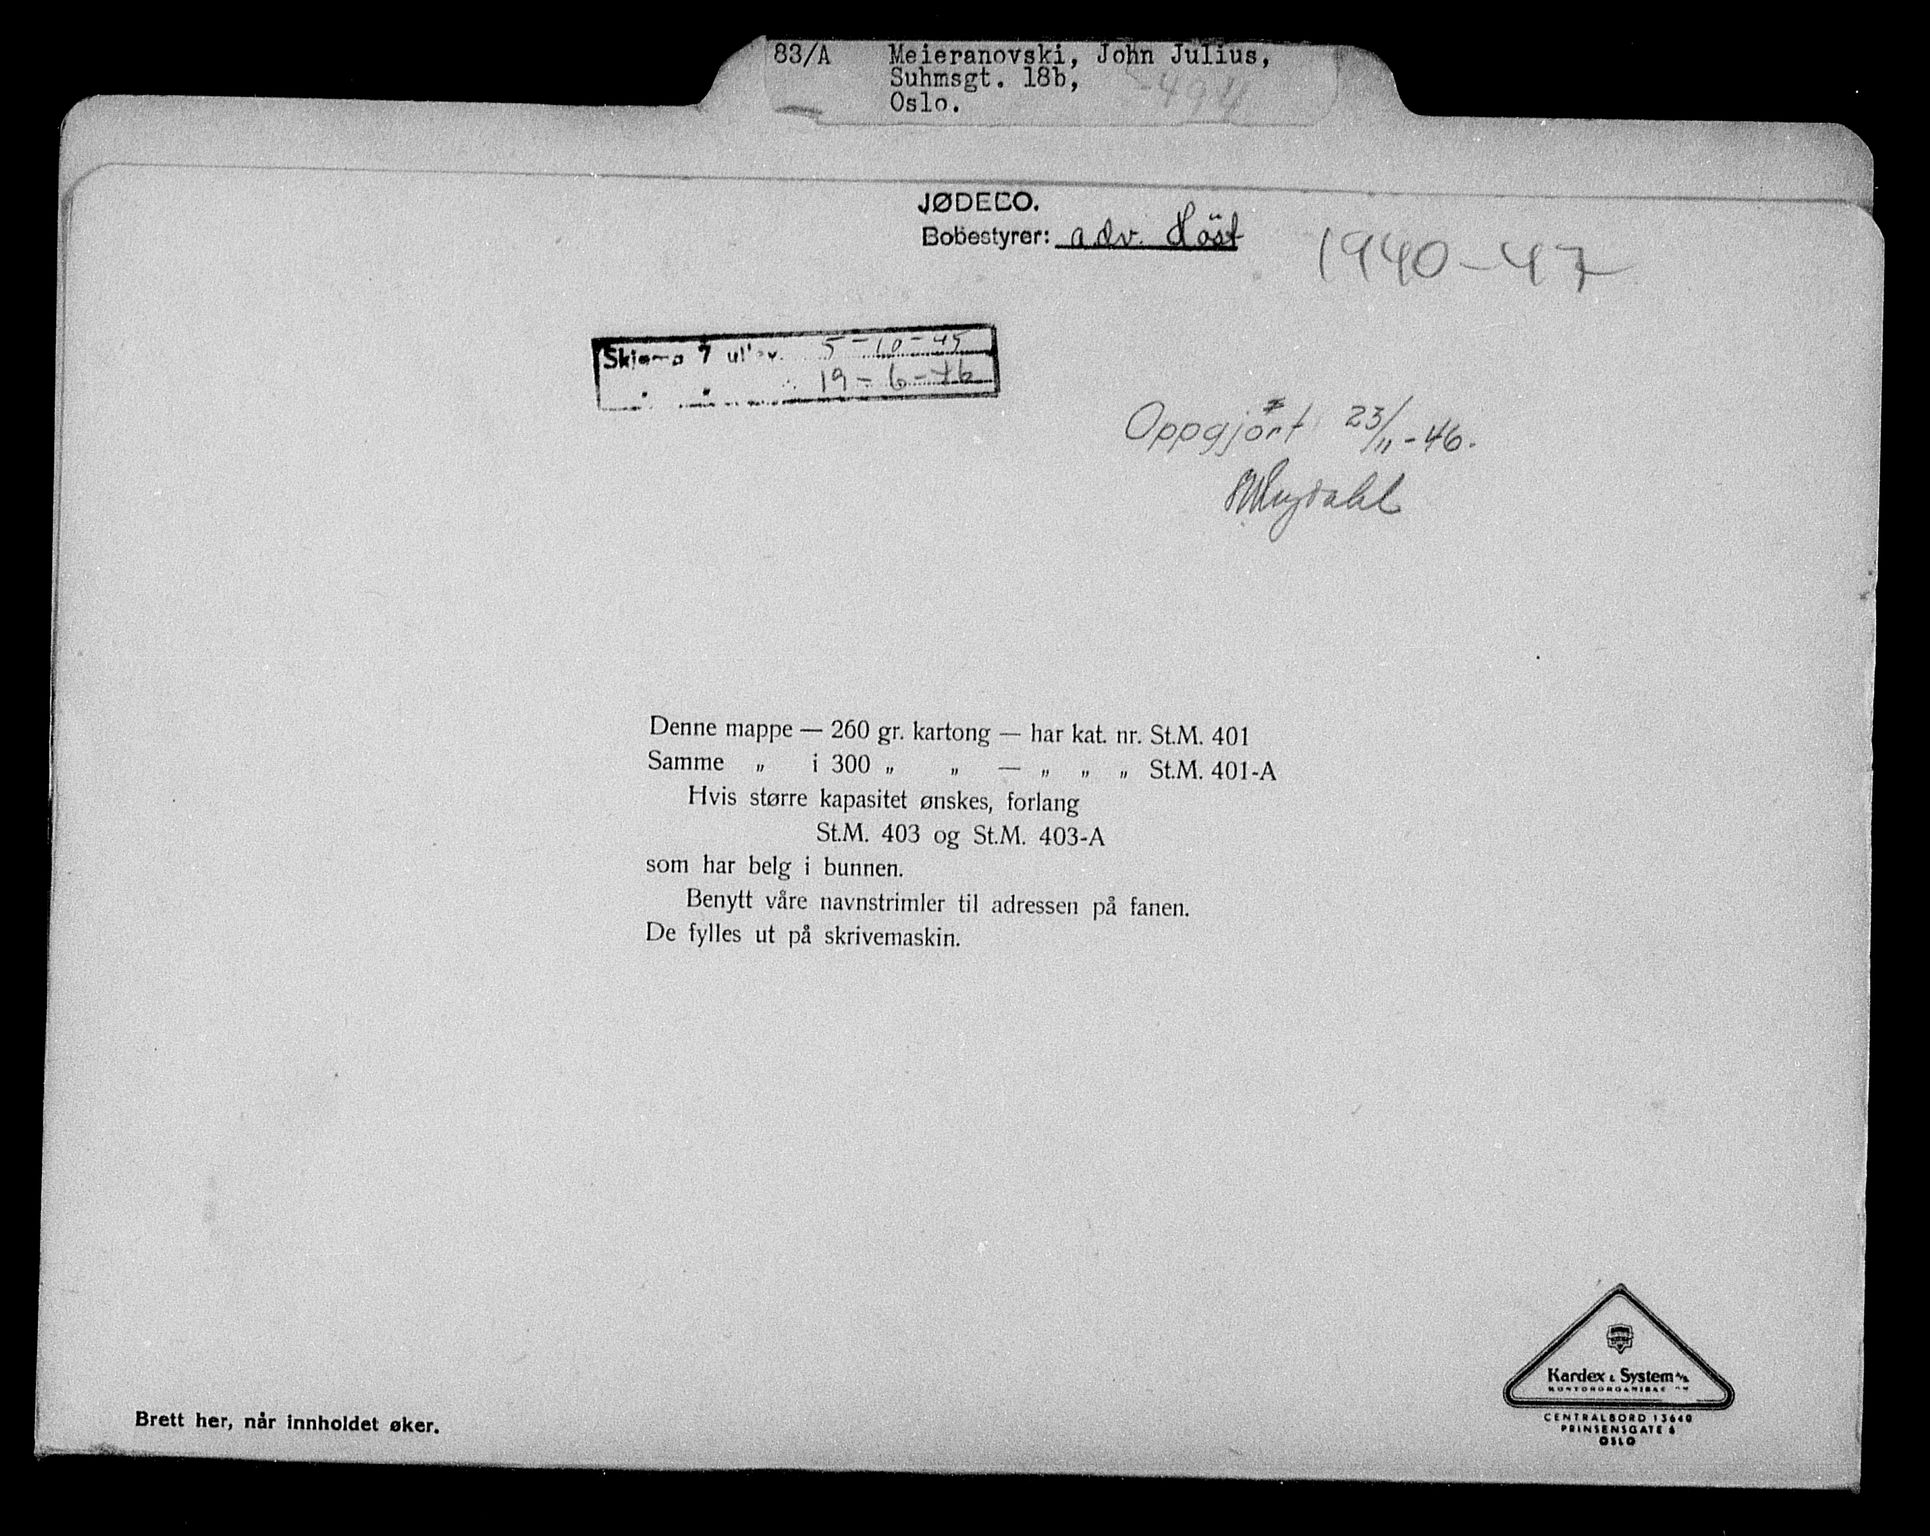 83/A Meieranovski, John Julius,
Suhmsgt. 18b,
Oslo.
-494
JØDECO.
Bobestyrer: adv. Höst
1940-47
Skjema 7 utlev. 5-10-45
19-6-46
Oppgjört 23/11-46.
Denne mappe — 260 gr. kartong — har kat. nr. St.M. 401
Samme „ i 300 „ „ — „ „ „ St.M. 401-A
Hvis større kapasitet ønskes, forlang
St.M. 403 og St.M. 403-A
som har belg i bunnen.
Benytt våre navnstrimler til adressen på fanen.
De fylles ut på skrivemaskin.
Brett her, når innholdet øker.
Kardex & System A/S
CENTRALBORD 13640
PRINSENSGATE 6
OSLO